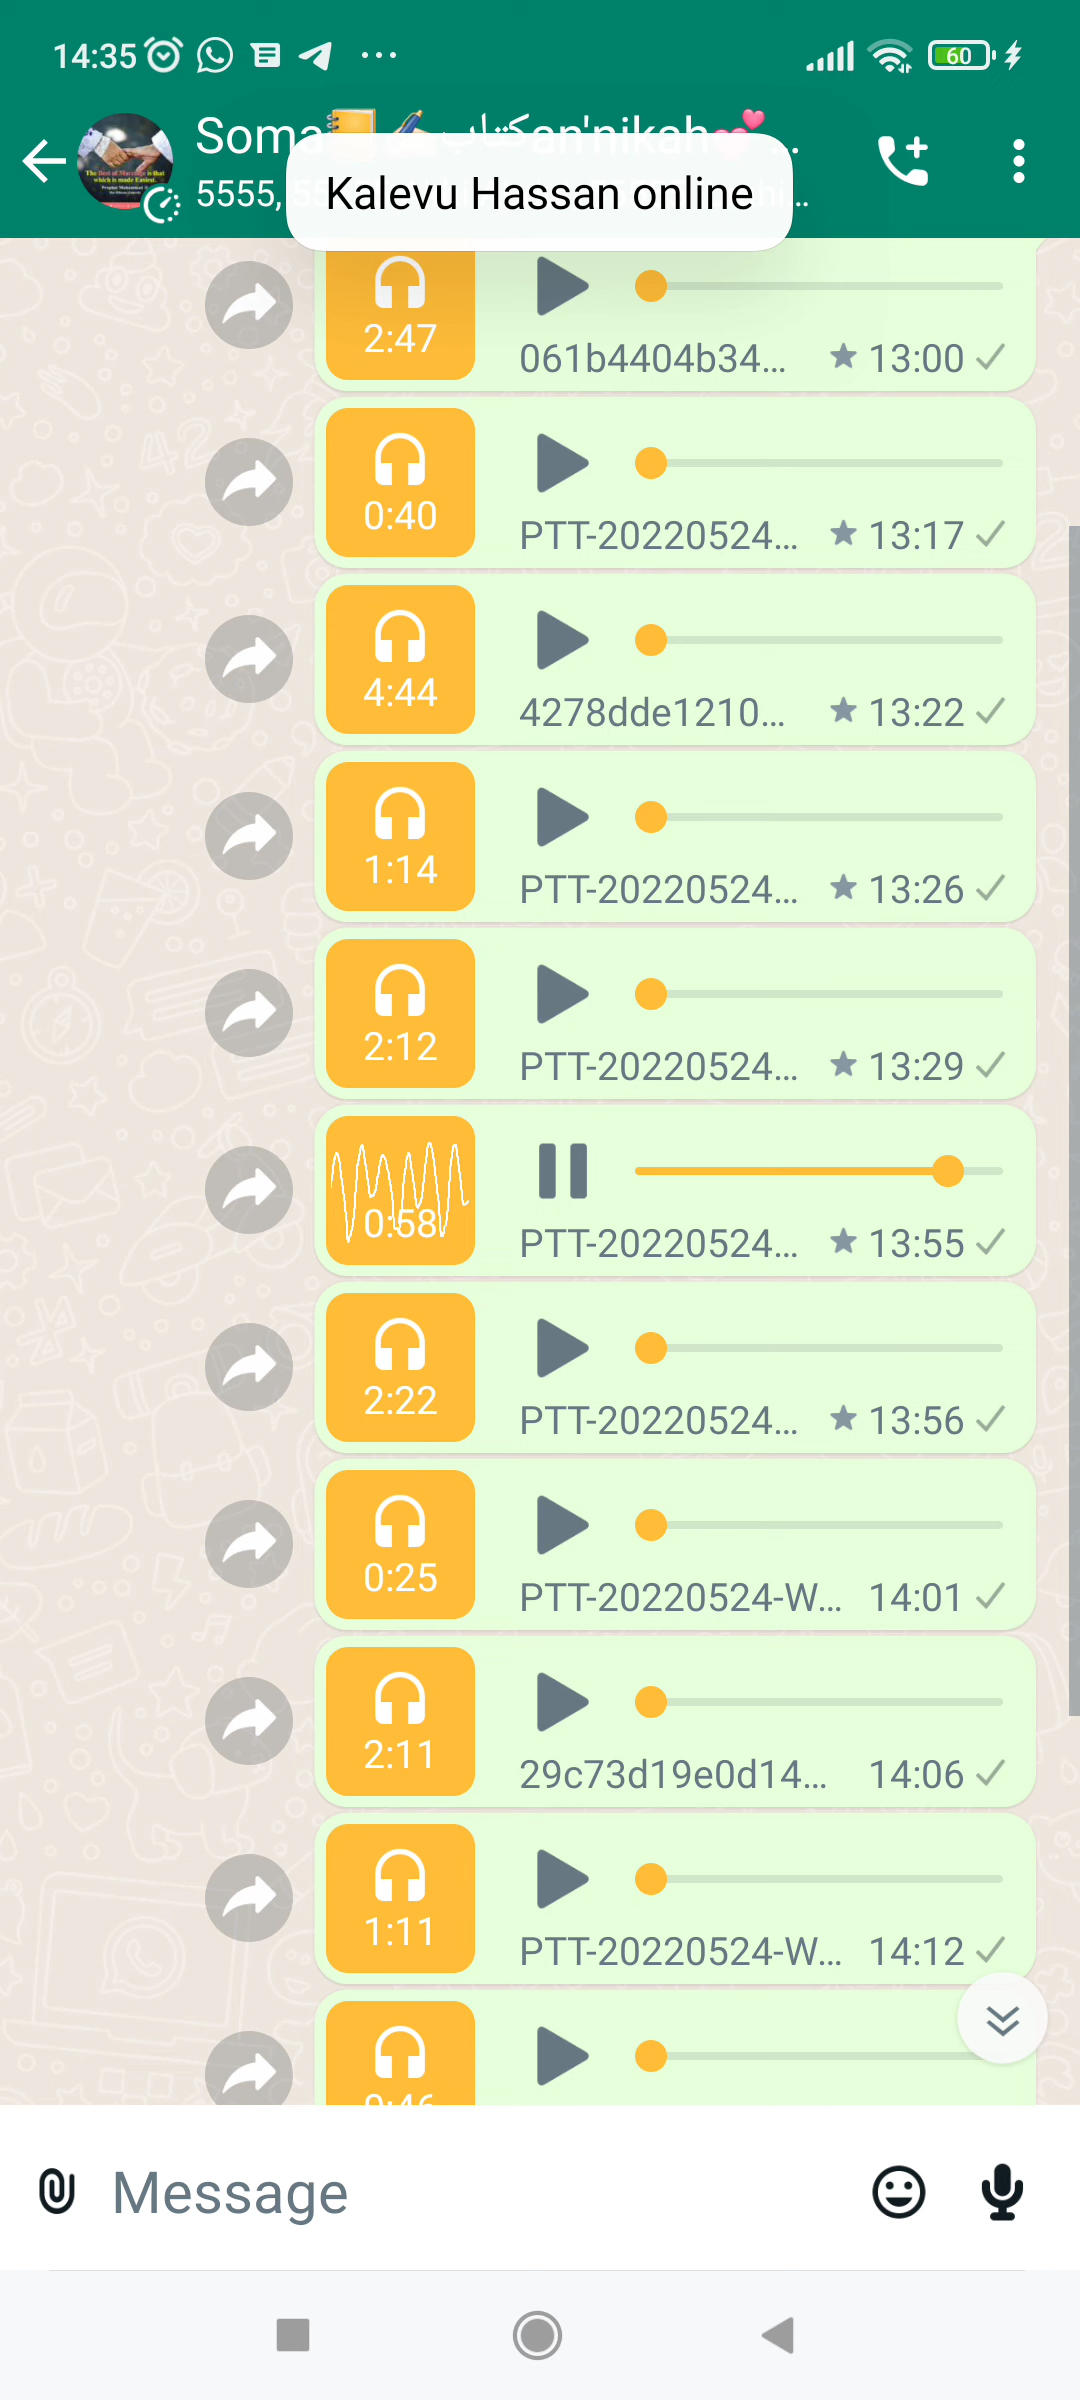 14:35
60
Soma كتاب an'nikah ...
5555,
Kalevu Hassan online
2:47
061b4404b34... 13:00
0:40
PTT-20220524... 13:17
4:44
4278dde1210... 13:22
1:14
PTT-20220524... 13:26
2:12
PTT-20220524... 13:29
0:58
PTT-20220524... 13:55
2:22
PTT-20220524... 13:56
0:25
PTT-20220524-W... 14:01
2:11
29c73d19e0d14... 14:06
1:11
PTT-20220524-W... 14:12
0:46
Message